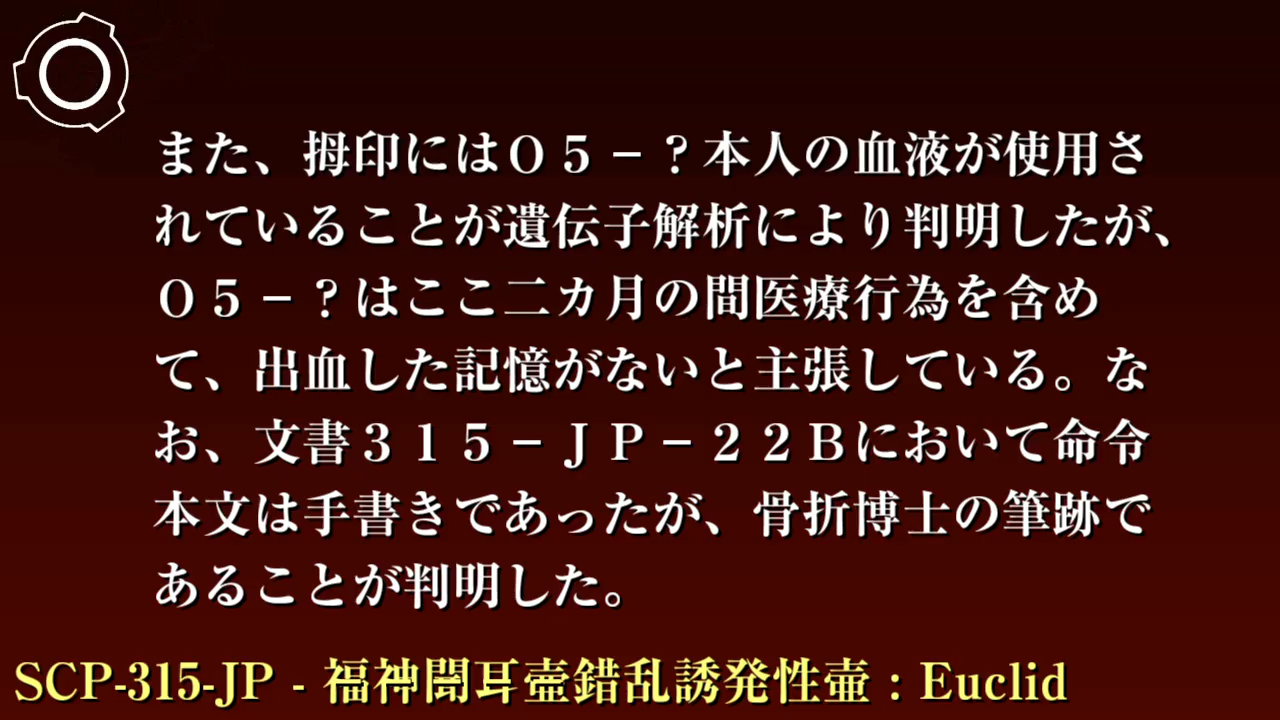 また、拇印にはＯ５－？本人の血液が使用さ
れていることが遺伝子解析により判明したが、
Ｏ５－？はここ二カ月の間医療行為を含め
て、出血した記憶がないと主張している。な
お、文書３１５－ＪＰ－２２Ｂにおいて命令
本文は手書きであったが、骨折博士の筆跡で
あることが判明した。
SCP-315-JP - 福神聞耳壷錯乱誘発性壷：Euclid